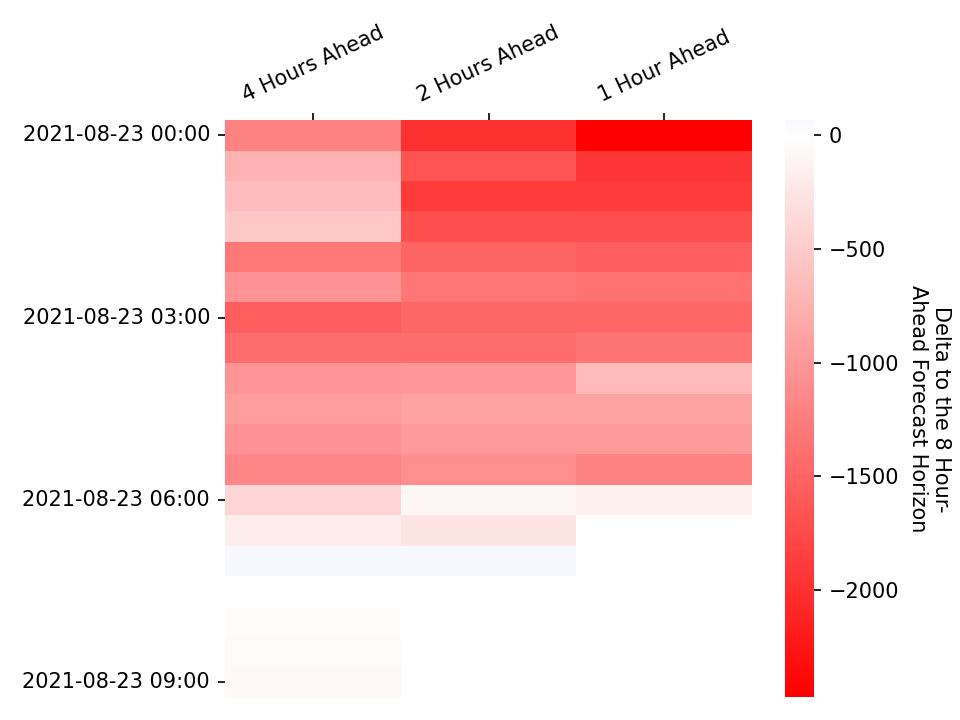 4 Hours Ahead
2 Hours Ahead
1 Hour Ahead
2021-08-23 00:00
2021-08-23 03:00
2021-08-23 06:00
2021-08-23 09:00
0
−500
−1000
−1500
−2000
Delta to the 8 Hour-
Ahead Forecast Horizon